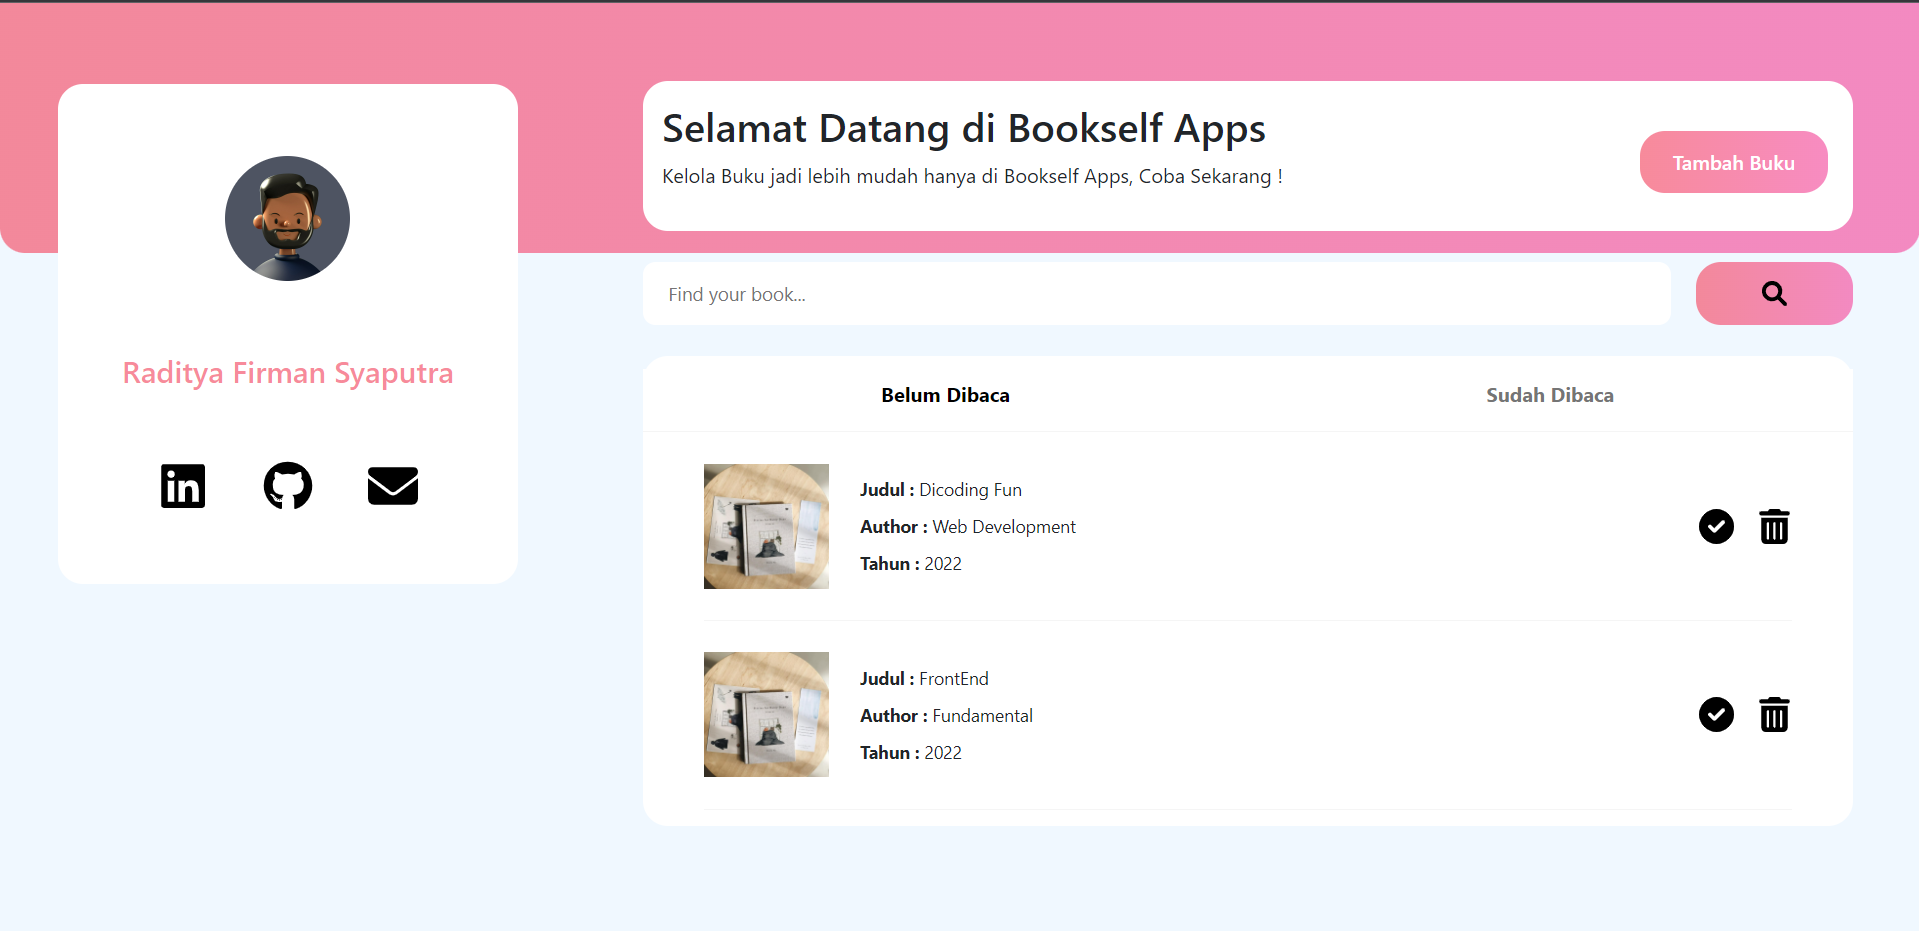 Selamat Datang di Bookself Apps
Kelola Buku jadi lebih mudah hanya di Bookself Apps, Coba Sekarang !
Tambah Buku
Raditya Firman Syaputra
Find your book...
Belum Dibaca
Sudah Dibaca
Judul : Dicoding Fun
Author : Web Development
Tahun : 2022
Judul : FrontEnd
Author : Fundamental
Tahun : 2022